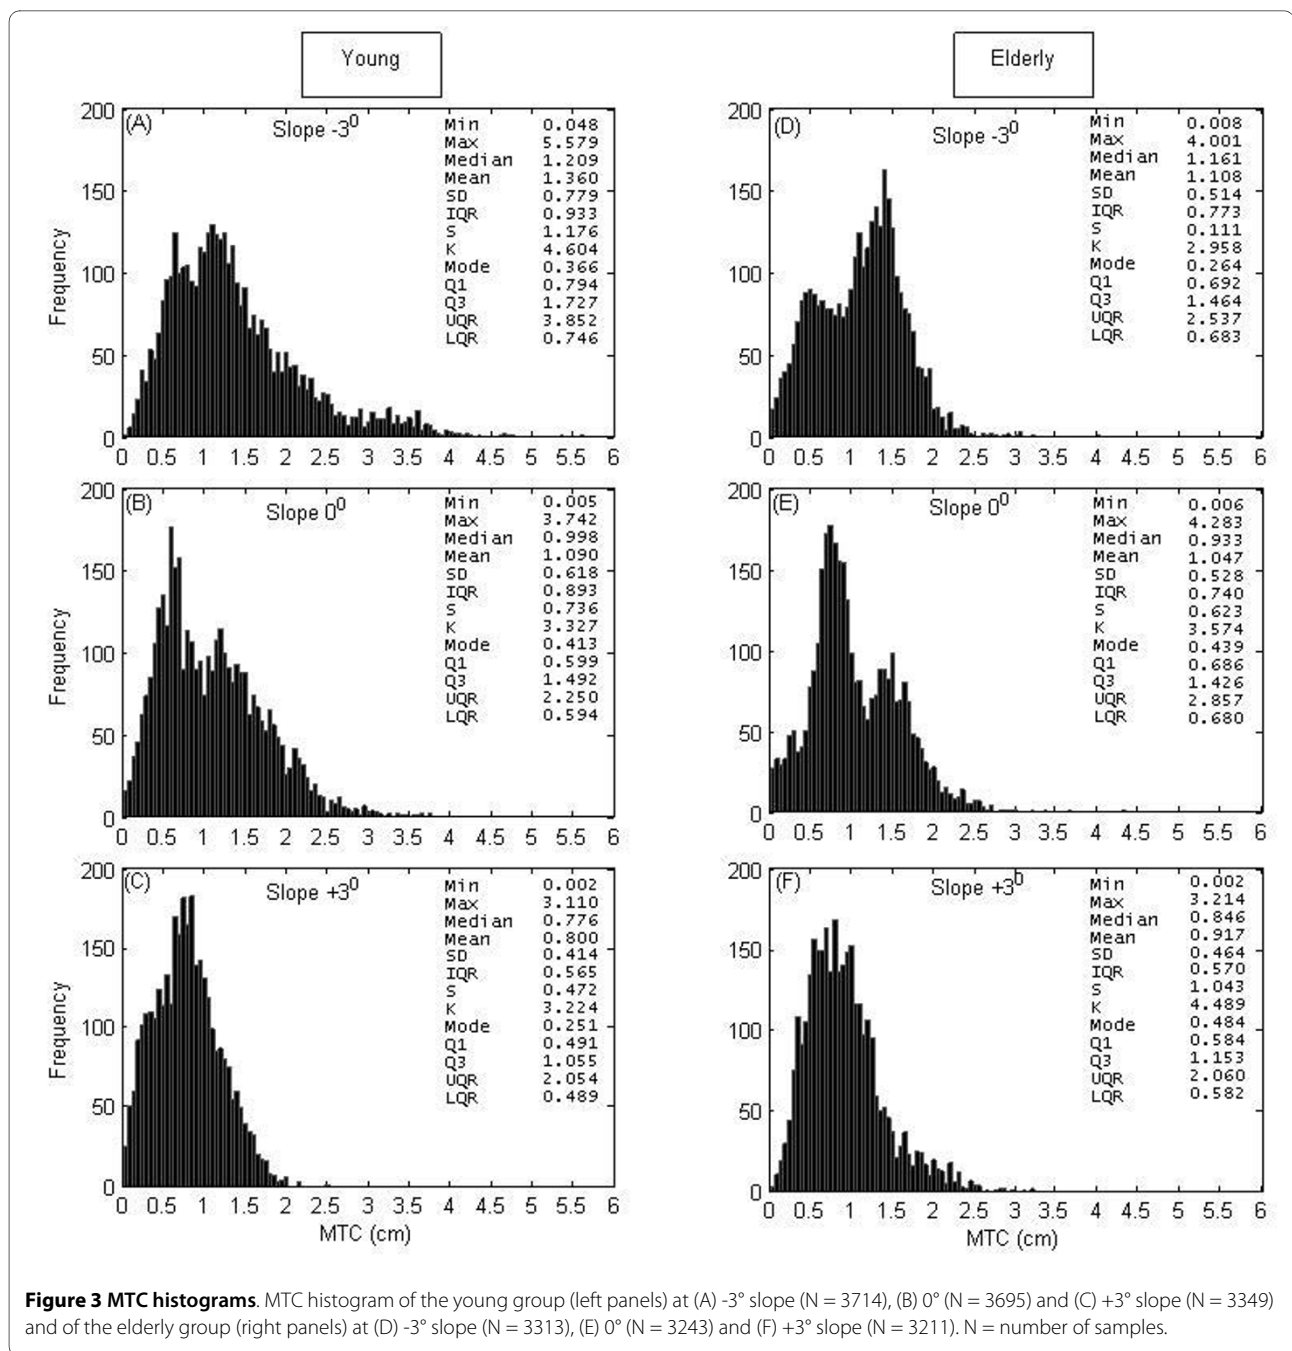 Young
Elderly
(A)
Slope -3⁰
Min 0.048
Max 5.579
Median 1.209
Mean 1.360
SD 0.779
IQR 0.933
S 1.176
K 4.604
Mode 0.366
Q1 0.794
Q3 1.727
UQR 3.852
LQR 0.746
200
150
100
50
0
Frequency
0 0.5 1 1.5 2 2.5 3 3.5 4 4.5 5 5.5 6
(D)
Slope -3⁰
Min 0.008
Max 4.001
Median 1.161
Mean 1.108
SD 0.514
IQR 0.773
S 0.111
K 2.958
Mode 0.264
Q1 0.692
Q3 1.464
UQR 2.537
LQR 0.683
200
150
100
50
0
0 0.5 1 1.5 2 2.5 3 3.5 4 4.5 5 5.5 6
(B)
Slope 0⁰
Min 0.005
Max 3.742
Median 0.998
Mean 1.090
SD 0.618
IQR 0.893
S 0.736
K 3.327
Mode 0.413
Q1 0.599
Q3 1.492
UQR 2.250
LQR 0.594
200
150
100
50
0
Frequency
0 0.5 1 1.5 2 2.5 3 3.5 4 4.5 5 5.5 6
(E)
Slope 0⁰
Min 0.006
Max 4.283
Median 0.933
Mean 1.047
SD 0.528
IQR 0.740
S 0.623
K 3.574
Mode 0.439
Q1 0.686
Q3 1.426
UQR 2.857
LQR 0.680
200
150
100
50
0
0 0.5 1 1.5 2 2.5 3 3.5 4 4.5 5 5.5 6
(C)
Slope +3⁰
Min 0.002
Max 3.110
Median 0.776
Mean 0.800
SD 0.414
IQR 0.565
S 0.472
K 3.224
Mode 0.251
Q1 0.491
Q3 1.055
UQR 2.054
LQR 0.489
200
150
100
50
0
Frequency
0 0.5 1 1.5 2 2.5 3 3.5 4 4.5 5 5.5 6
MTC (cm)
(F)
Slope +3⁰
Min 0.002
Max 3.214
Median 0.846
Mean 0.917
SD 0.464
IQR 0.570
S 1.043
K 4.489
Mode 0.484
Q1 0.584
Q3 1.153
UQR 2.060
LQR 0.582
200
150
100
50
0
0 0.5 1 1.5 2 2.5 3 3.5 4 4.5 5 5.5 6
MTC (cm)
Figure 3 MTC histograms. MTC histogram of the young group (left panels) at (A) -3° slope (N = 3714), (B) 0° (N = 3695) and (C) +3° slope (N = 3349)
and of the elderly group (right panels) at (D) -3° slope (N = 3313), (E) 0° (N = 3243) and (F) +3° slope (N = 3211). N = number of samples.